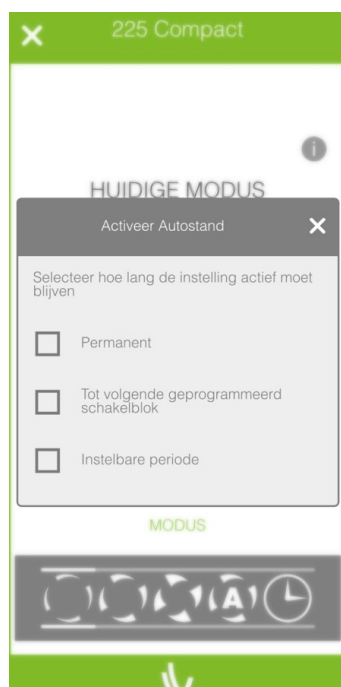 225 Compact
HUIDIGE MODUS
Activeer Autostand
Selecteer hoe lang de instelling actief moet
blijven
Permanent
Tot volgende geprogrammeerd
schakelblok
Instelbare periode
MODUS
A